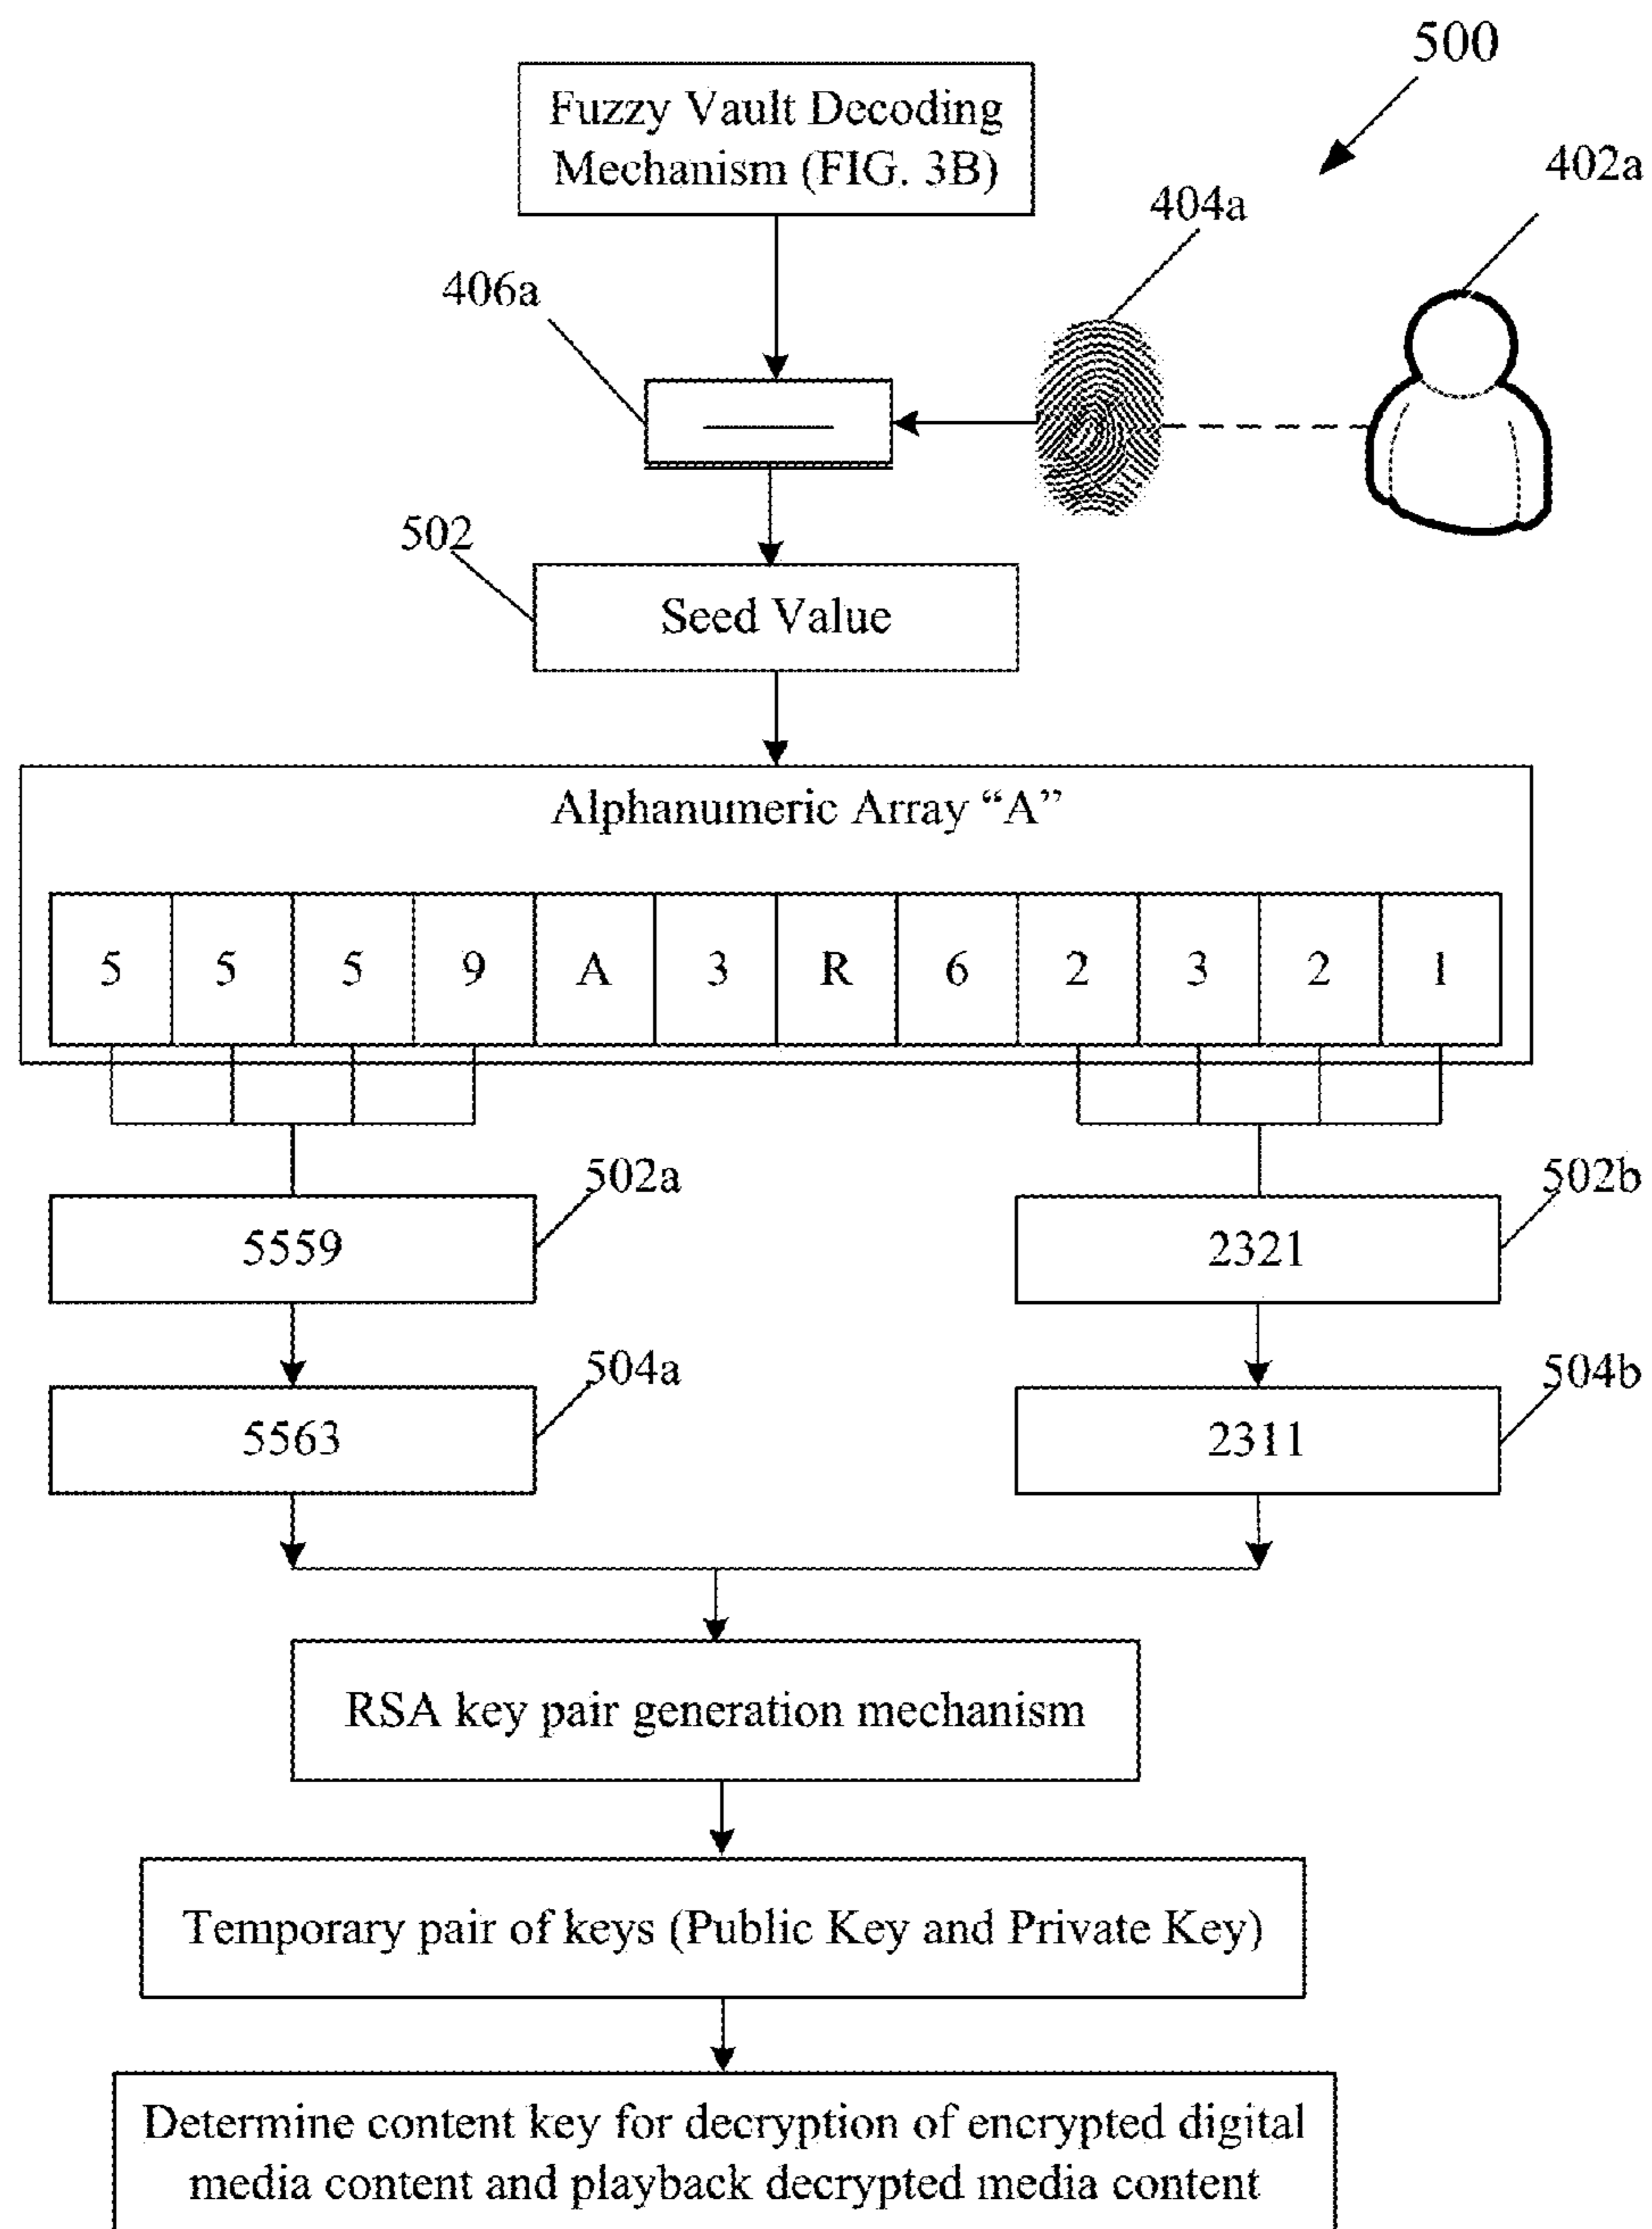 500
Fuzzy Vault Decoding
Mechanism (FIG. 3B)
402a
404a
406a
502
Seed Value
Alphanumeric Array “A”
5 5 5 9 A 3 R 6 2 3 2 1
502a
502b
5559
2321
504a
504b
5563
2311
RSA key pair generation mechanism
Temporary pair of keys (Public Key and Private Key)
Determine content key for decryption of encrypted digital
media content and playback decrypted media content